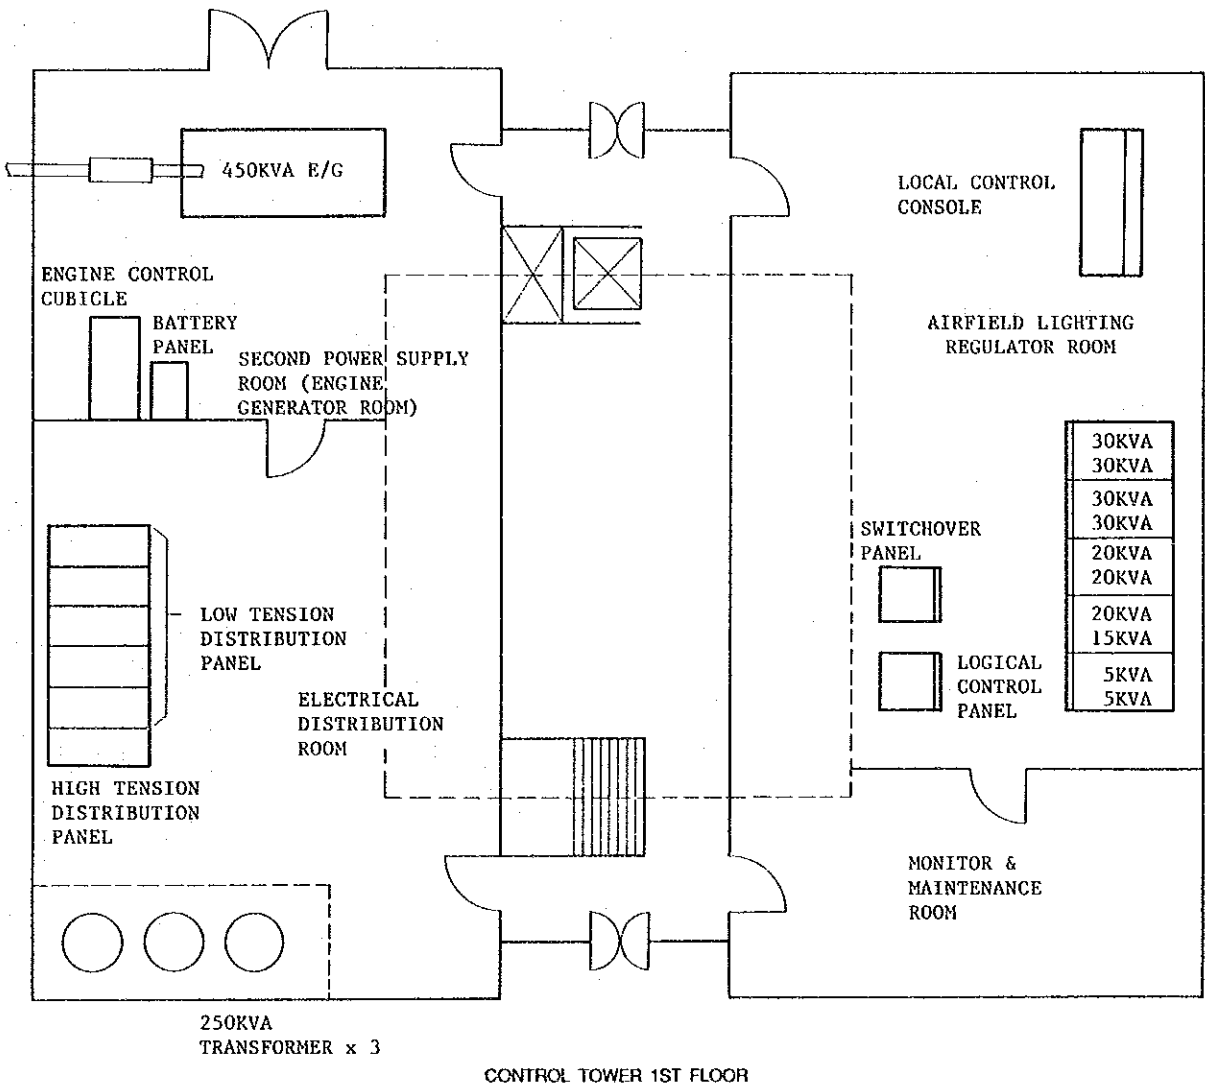 450KVA E/G
LOCAL CONTROL
CONSOLE
ENGINE CONTROL
CUBICLE
BATTERY
PANEL
SECOND POWER SUPPLY
ROOM (ENGINE
GENERATOR ROOM)
AIRFIELD LIGHTING
REGULATOR ROOM
30KVA
30KVA
30KVA
30KVA
20KVA
20KVA
20KVA
15KVA
5KVA
5KVA
SWITCHOVER
PANEL
LOGICAL
CONTROL
PANEL
LOW TENSION
DISTRIBUTION
PANEL
ELECTRICAL
DISTRIBUTION
ROOM
HIGH TENSION
DISTRIBUTION
PANEL
MONITOR &
MAINTENANCE
ROOM
250KVA
TRANSFORMER x 3
CONTROL TOWER 1ST FLOOR